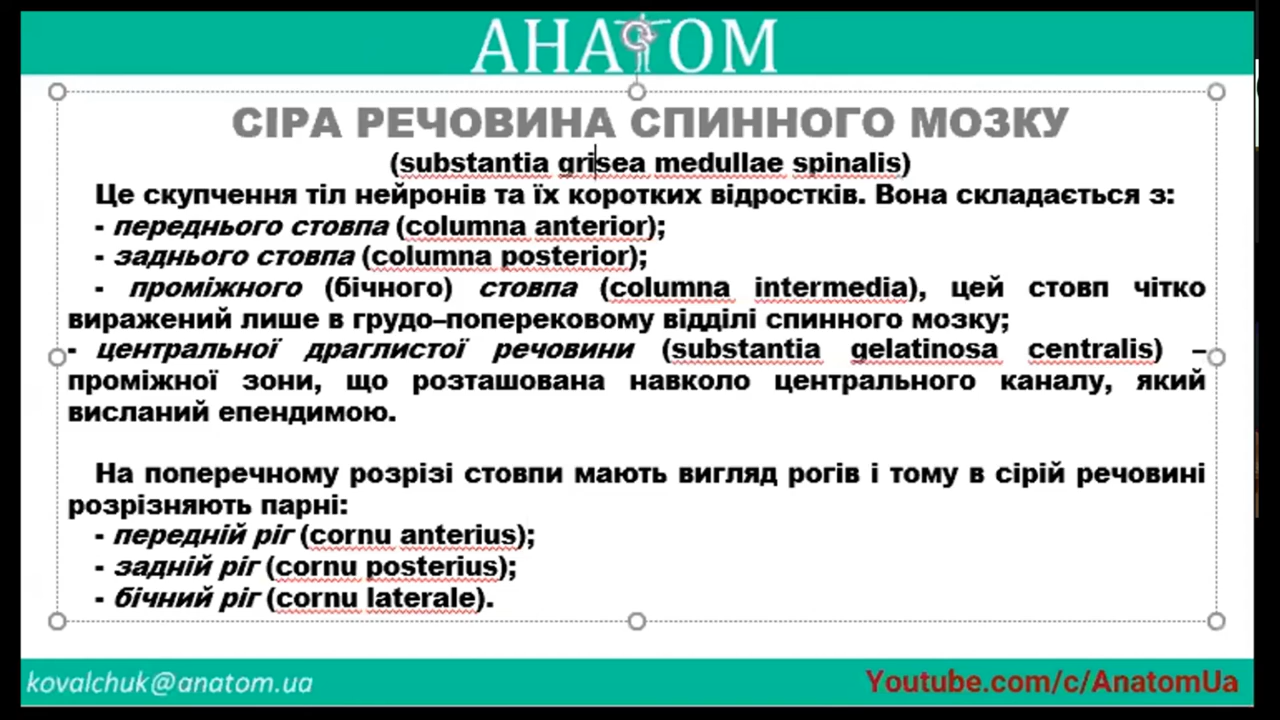 АНАТОМ
СІРА РЕЧОВИНА СПИННОГО МОЗКУ
(substantia grisea medullae spinalis)
Це скупчення тіл нейронів та їх коротких відростків. Вона складається з:
- переднього стовпа (columna anterior);
- заднього стовпа (columna posterior);
- проміжного (бічного) стовпа (columna intermedia), цей стовп чітко
виражений лише в грудо–поперековому відділі спинного мозку;
- центральної драглистої речовини (substantia gelatinosa centralis) –
проміжної зони, що розташована навколо центрального каналу, який
висланий епендимою.
На поперечному розрізі стовпи мають вигляд рогів і тому в сірій речовині
розрізняють парні:
- передній ріг (cornu anterius);
- задній ріг (cornu posterius);
- бічний ріг (cornu laterale).
kovalchuk@anatom.ua
Youtube.com/c/AnatomUa